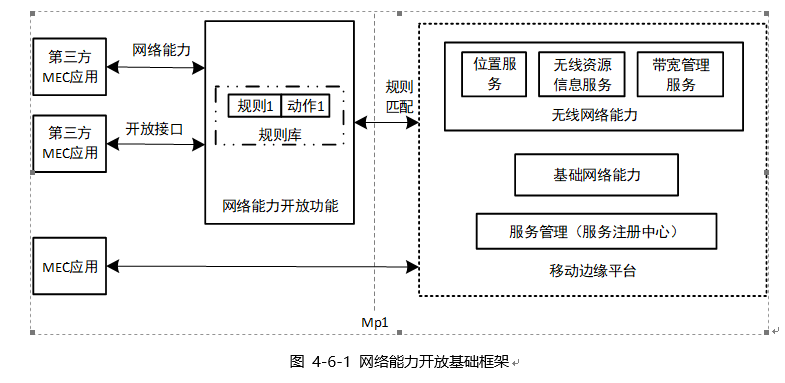 第三方
MEC应用
网络能力
第三方
MEC应用
开放接口
MEC应用
规则1 动作1
规则库
网络能力开放功能
规则
匹配
Mp1
位置服
务
无线资源
信息服务
带宽管理
服务
无线网络能力
基础网络能力
服务管理（服务注册中心）
移动边缘平台
图 4-6-1 网络能力开放基础框架